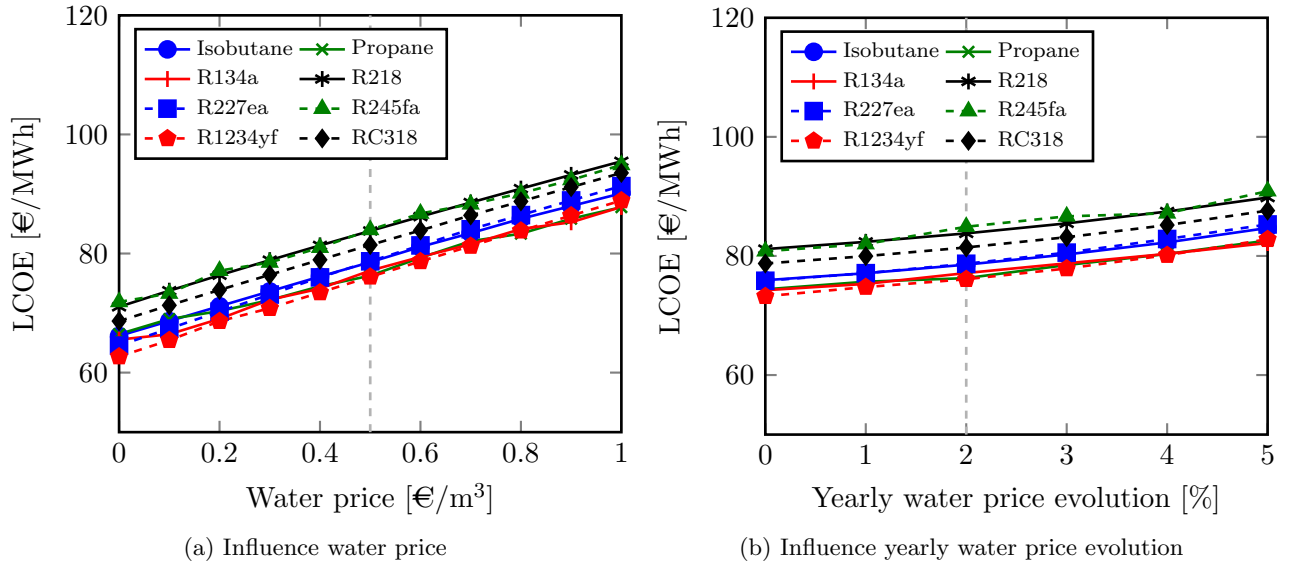 120
100
80
60
LCOE [€/MWh]
Isobutane Propane
R134a R218
R227ea R245fa
R1234yf RC318
0 0.2 0.4 0.6 0.8 1
Water price [€/m³]
(a) Influence water price
120
100
80
60
LCOE [€/MWh]
Isobutane Propane
R134a R218
R227ea R245fa
R1234yf RC318
0 1 2 3 4 5
Yearly water price evolution [%]
(b) Influence yearly water price evolution